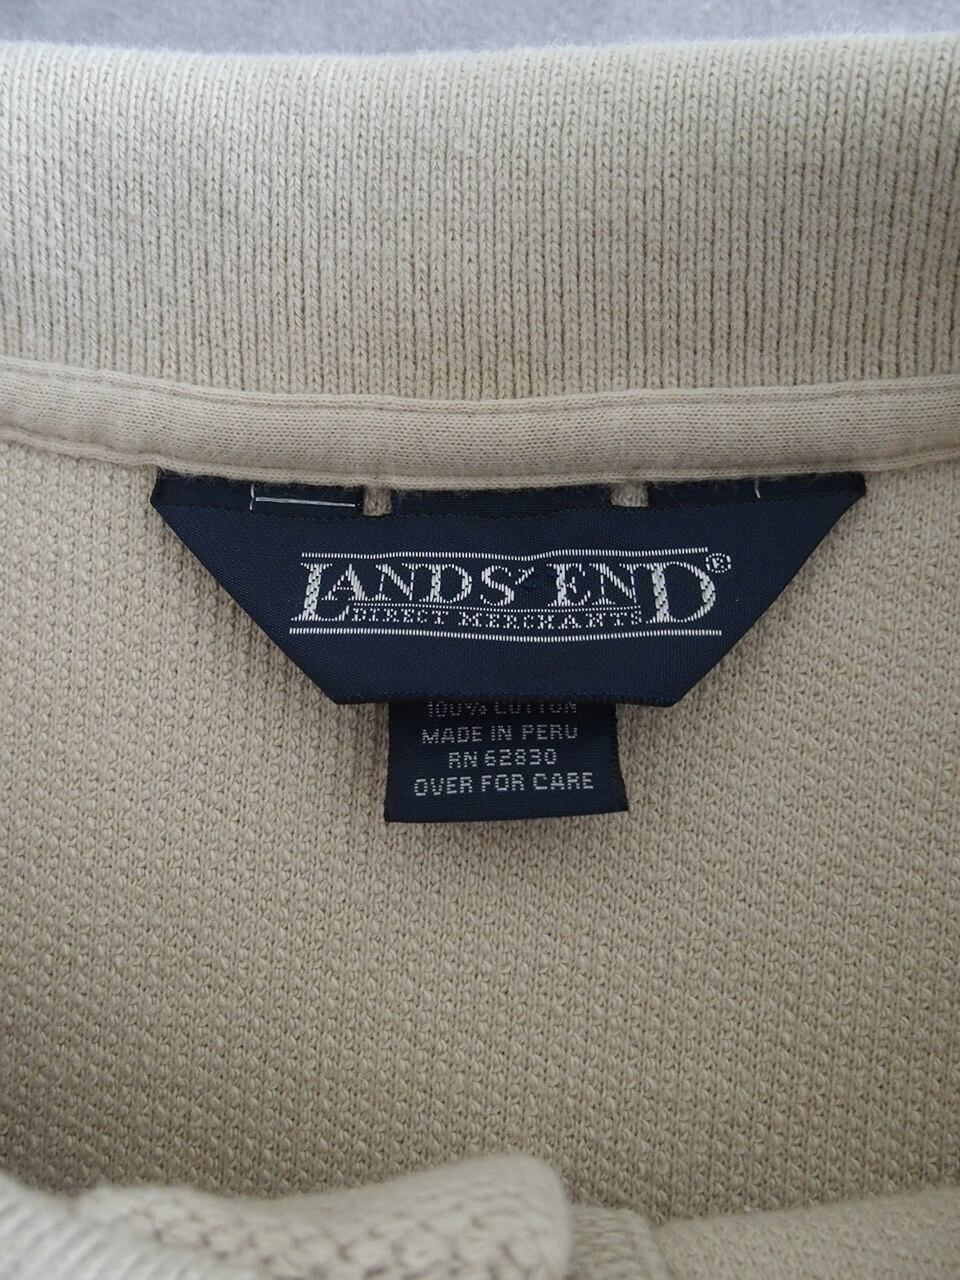 LANDS' END®
DIRECT MERCHANTS
100% COTTON
MADE IN PERU
RN 62830
OVER FOR CARE